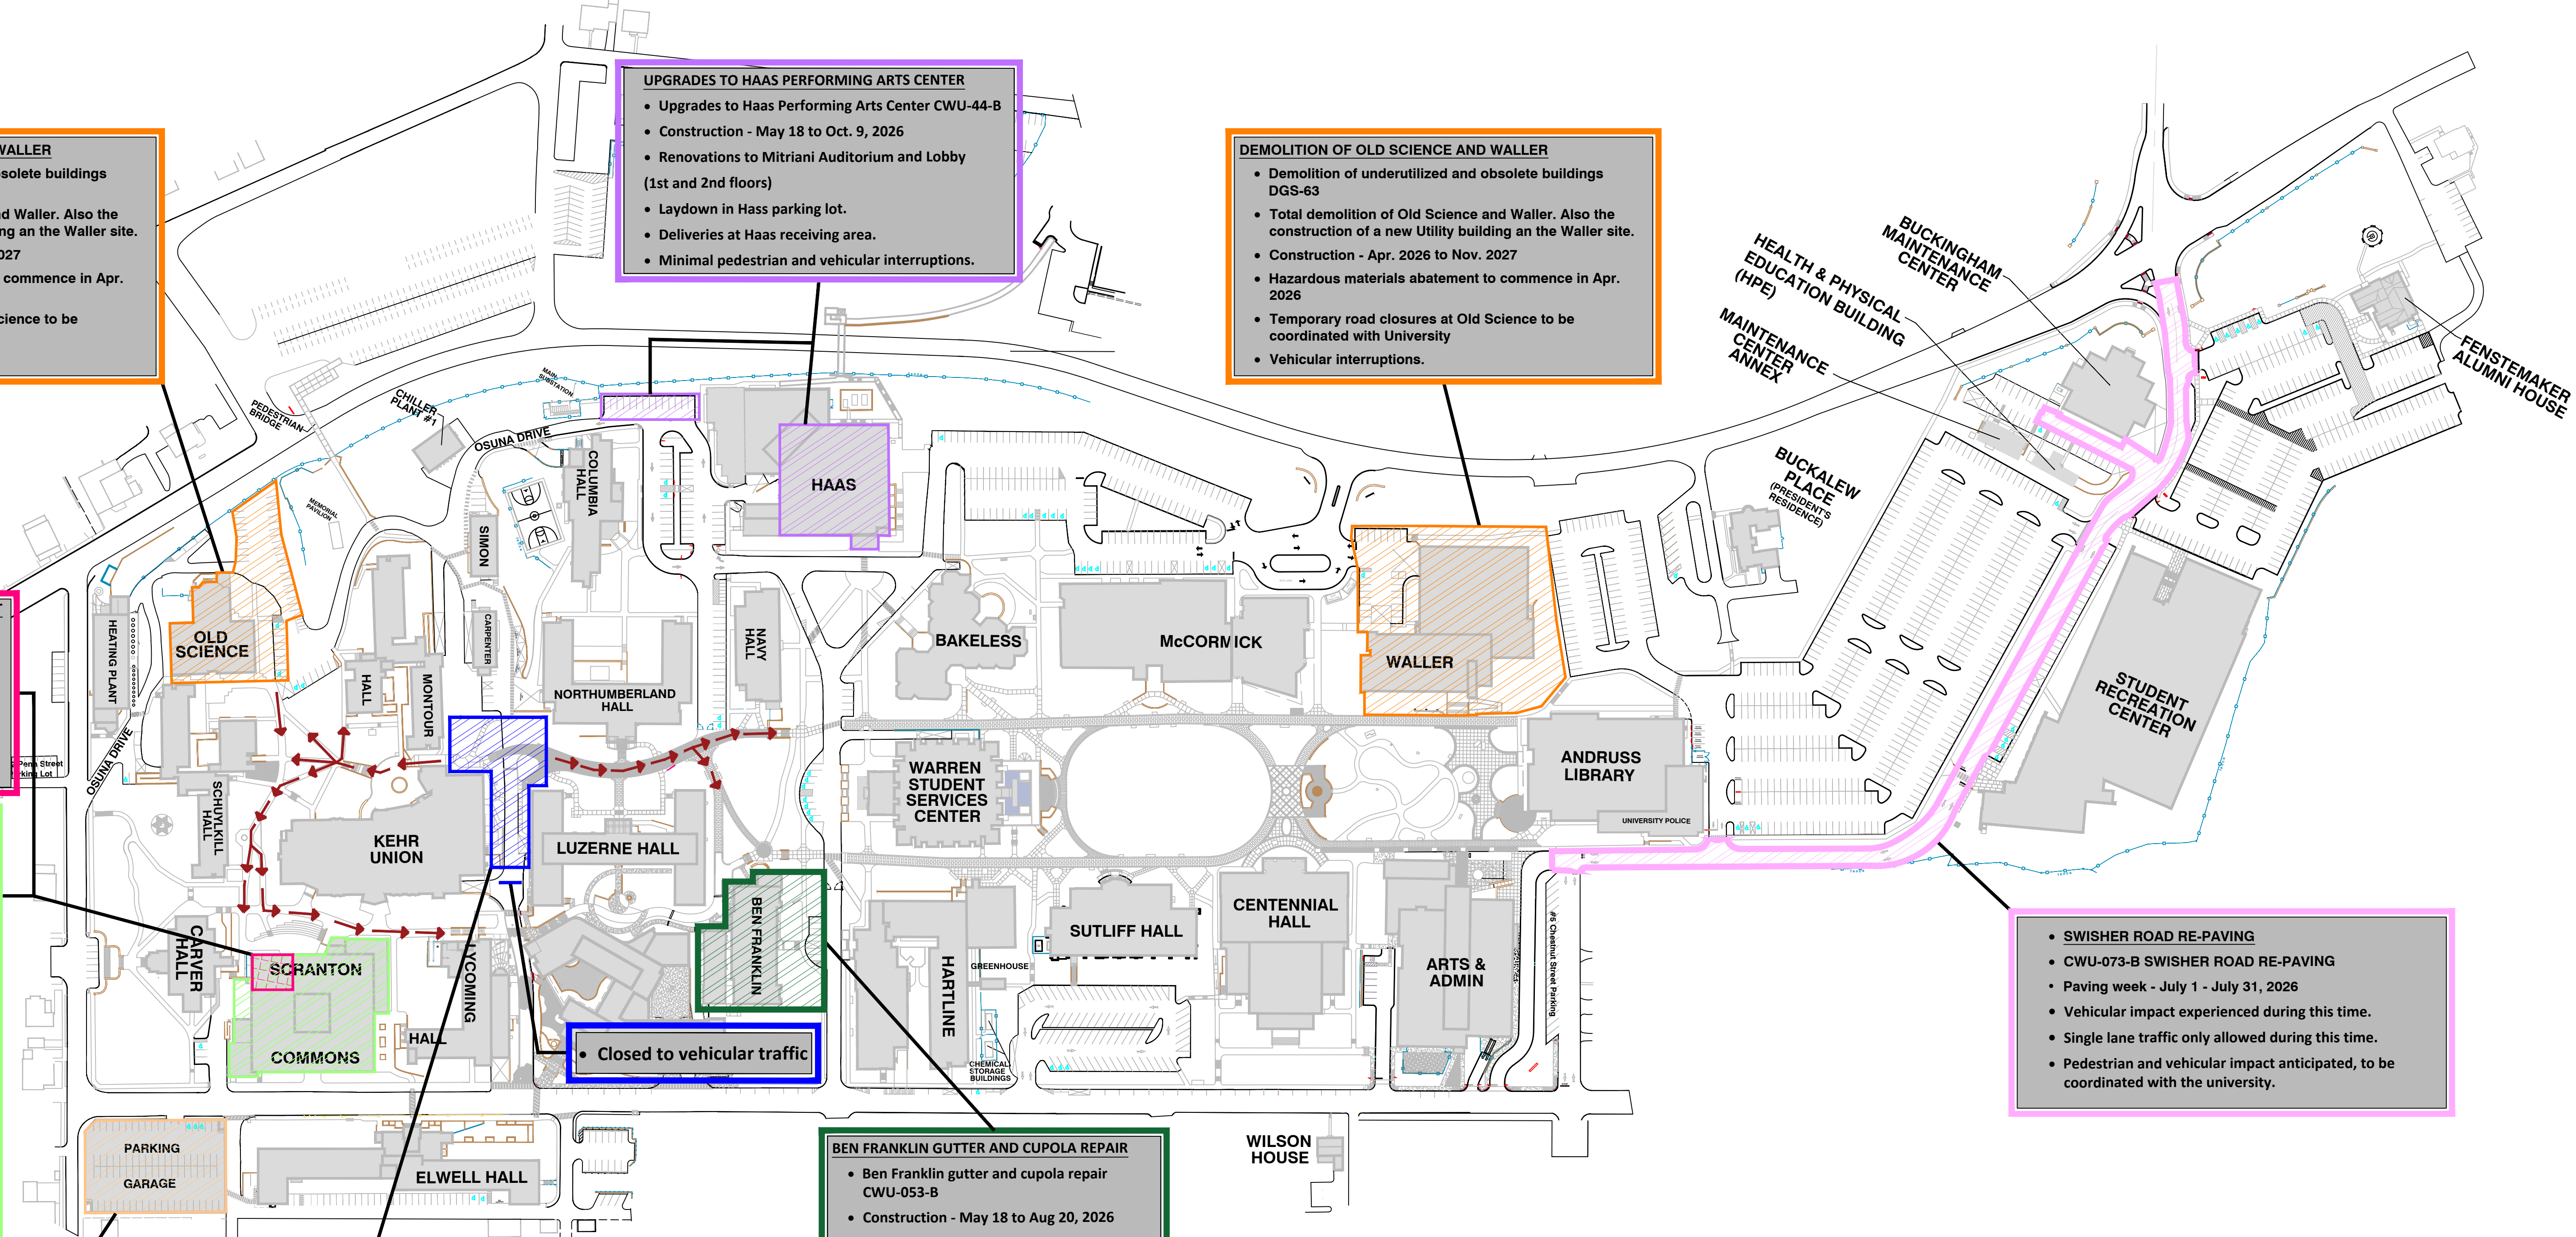 WALLER
osolete buildings
nd Waller. Also the
ng an the Waller site.
027
commence in Apr.
cience to be
UPGRADES TO HAAS PERFORMING ARTS CENTER
• Upgrades to Haas Performing Arts Center CWU-44-B
• Construction - May 18 to Oct. 9, 2026
• Renovations to Mitriani Auditorium and Lobby
(1st and 2nd floors)
• Laydown in Hass parking lot.
• Deliveries at Haas receiving area.
• Minimal pedestrian and vehicular interruptions.
DEMOLITION OF OLD SCIENCE AND WALLER
• Demolition of underutilized and obsolete buildings
DGS-63
• Total demolition of Old Science and Waller. Also the
construction of a new Utility building an the Waller site.
• Construction - Apr. 2026 to Nov. 2027
• Hazardous materials abatement to commence in Apr.
2026
• Temporary road closures at Old Science to be
coordinated with University
• Vehicular interruptions.
BUCKINGHAM
MAINTENANCE
CENTER
HEALTH & PHYSICAL
EDUCATION BUILDING
(HPE)
MAINTENANCE
CENTER
ANNEX
FENSTEMAKER
ALUMNI HOUSE
BUCKALEW
PLACE
(PRESIDENT'S
RESIDENCE)
PEDESTRIAN
BRIDGE
CHILLER
PLANT #1
MAIN
SUBSTATION
OSUNA DRIVE
MEMORIAL
PAVILION
COLUMBIA
HALL
HAAS
SIMON
CARPENTER
HEATING PLANT
OLD
SCIENCE
HALL
MONTOUR
NORTHUMBERLAND
HALL
NAVY
HALL
BAKELESS
McCORMICK
WALLER
STUDENT
RECREATION
CENTER
Penn Street
rking Lot
OSUNA DRIVE
SCHUYLKILL
HALL
KEHR
UNION
LUZERNE HALL
WARREN
STUDENT
SERVICES
CENTER
ANDRUSS
LIBRARY
UNIVERSITY POLICE
CARVER
HALL
SCRANTON
COMMONS
LYCOMING
HALL
BEN FRANKLIN
HARTLINE
GREENHOUSE
CHEMICAL
STORAGE
BUILDINGS
SUTLIFF HALL
CENTENNIAL
HALL
ARTS &
ADMIN
#5 Chestnut Street Parking
• Closed to vehicular traffic
• SWISHER ROAD RE-PAVING
• CWU-073-B SWISHER ROAD RE-PAVING
• Paving week - July 1 - July 31, 2026
• Vehicular impact experienced during this time.
• Single lane traffic only allowed during this time.
• Pedestrian and vehicular impact anticipated, to be
coordinated with the university.
PARKING
GARAGE
ELWELL HALL
WILSON
HOUSE
BEN FRANKLIN GUTTER AND CUPOLA REPAIR
• Ben Franklin gutter and cupola repair
CWU-053-B
• Construction - May 18 to Aug 20, 2026